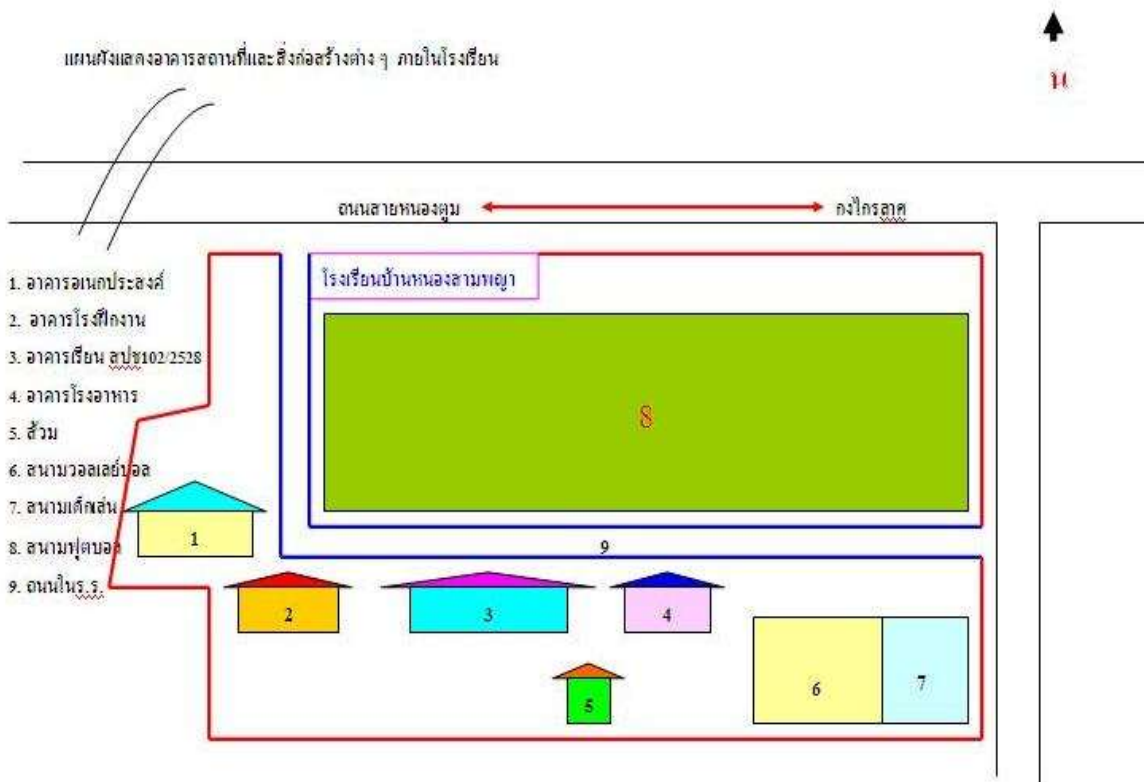 แผนผังแสดงอาคารสถานที่และสิ่งก่อสร้างต่าง ๆ ภายในโรงเรียน
น
ถนนสายหนองตูม กงไกรลาศ
โรงเรียนบ้านหนองสามพญา
1. อาคารอเนกประสงค์
2. อาคารโรงฝึกงาน
3. อาคารเรียน สปช102/2528
4. อาคารโรงอาหาร
5. ส้วม
6. สนามวอลเลย์บอล
7. สนามเด็กเล่น
8. สนามฟุตบอล
9. ถนนในร.ร.
8
9
1
2
3
4
5
6
7